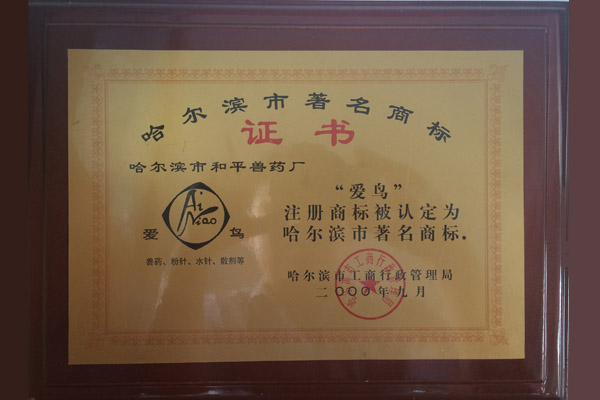 哈尔滨市著名商标
证书
哈尔滨市和平兽药厂
Ai
Niao
爱 鸟
兽药、粉针、水针、散剂等
“爱鸟”
注册商标被认定为
哈尔滨市著名商标.
哈尔滨市工商行政管理局
二〇〇〇年九月